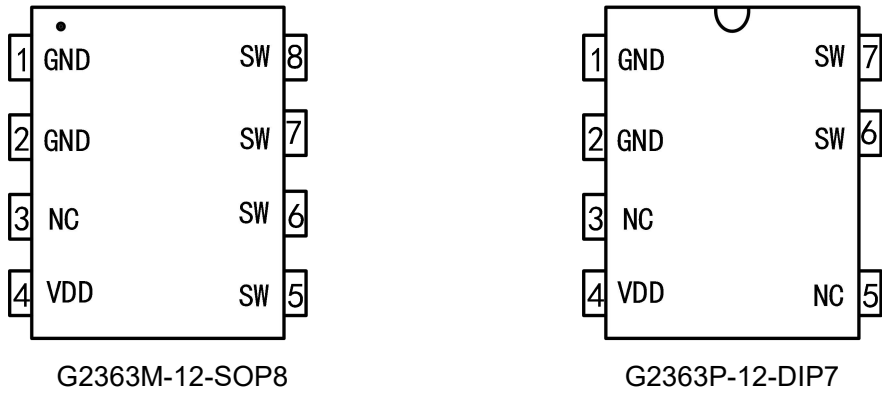 1 GND SW 8
2 GND SW 7
3 NC SW 6
4 VDD SW 5
G2363M-12-SOP8
1 GND SW 7
2 GND SW 6
3 NC
4 VDD NC 5
G2363P-12-DIP7